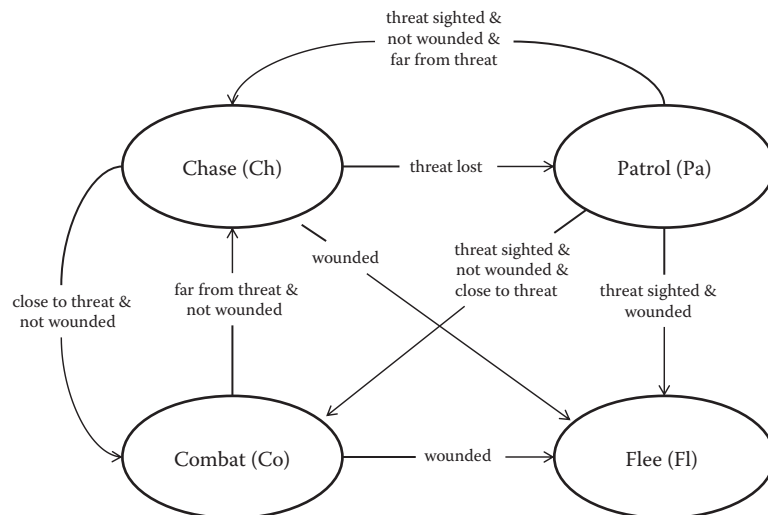 threat sighted &
not wounded &
far from threat
Chase (Ch)
threat lost
Patrol (Pa)
wounded
threat sighted &
not wounded &
close to threat
close to threat &
not wounded
far from threat &
not wounded
threat sighted &
wounded
Combat (Co)
wounded
Flee (Fl)